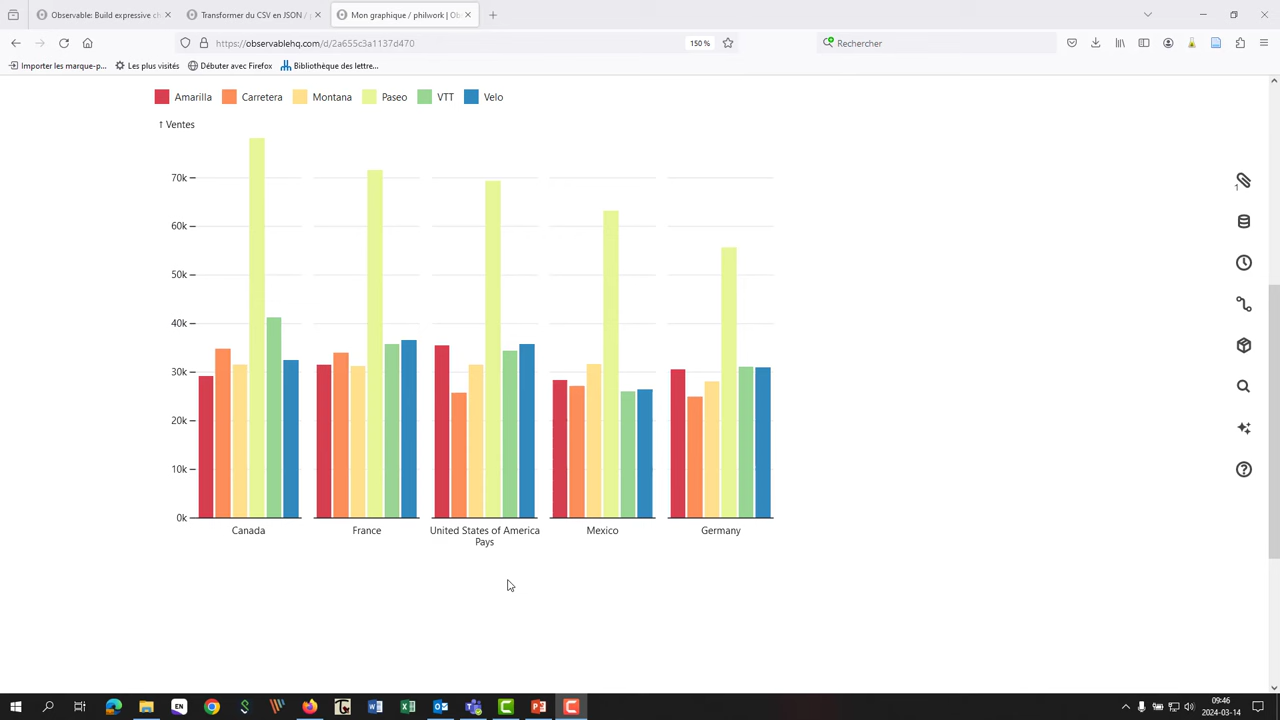 Observable: Build expressive ch
Transformer du CSV en JSON / p
Mon graphique / philwork | Ob
https://observablehq.com/d/2a655c3a1137d470
150 %
Rechercher
Importer les marque-p...
Les plus visités
Débuter avec Firefox
Bibliothèque des lettre...
Amarilla Carretera Montana Paseo VTT Velo
↑ Ventes
70k
60k
50k
40k
30k
20k
10k
0k
Canada France United States of America Mexico Germany
Pays
1
EN
09:46
2024-03-14